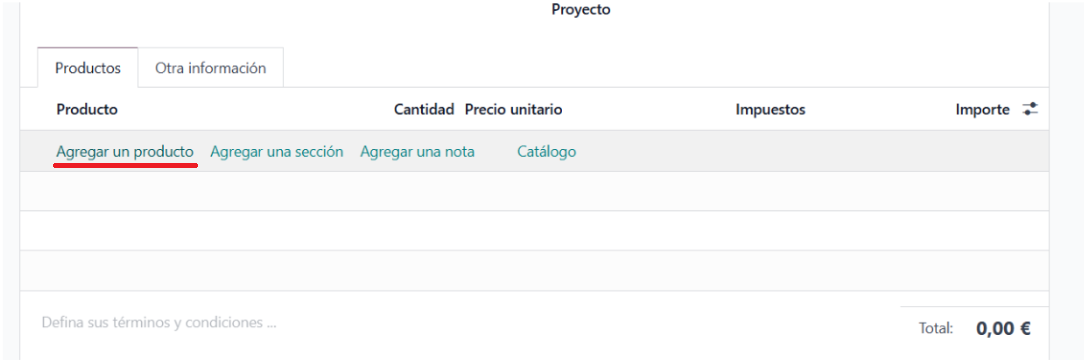 Proyecto
Productos Otra información
Producto Cantidad Precio unitario Impuestos Importe
Agregar un producto Agregar una sección Agregar una nota Catálogo
Defina sus términos y condiciones ...
Total: 0,00 €